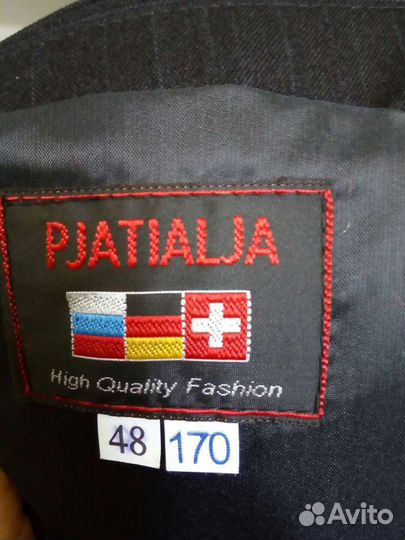 PJATIALJA
High Quality Fashion
48 170
Avito